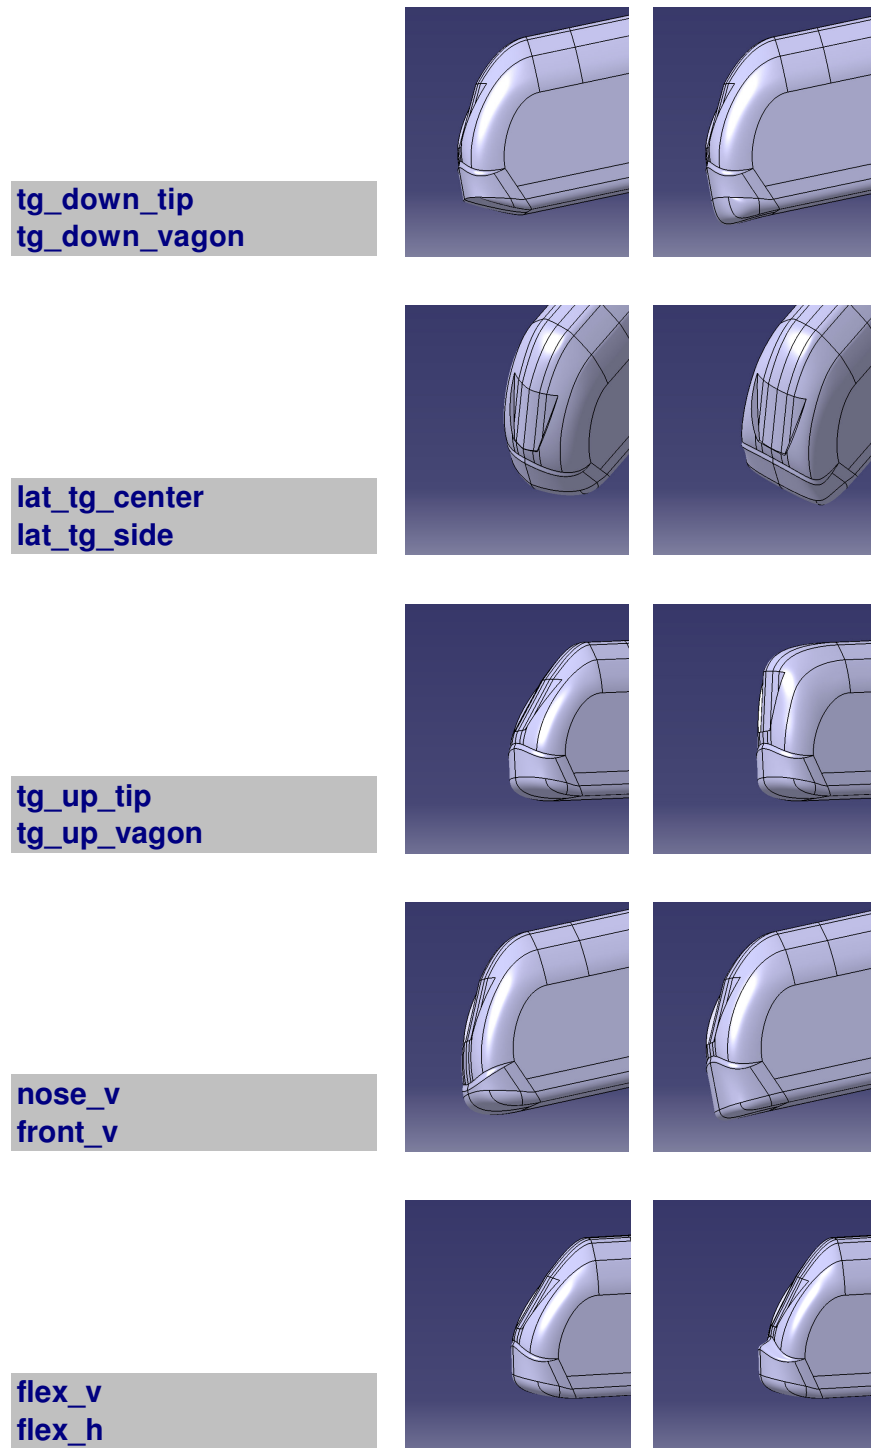 tg_down_tip
tg_down_vagon
lat_tg_center
lat_tg_side
tg_up_tip
tg_up_vagon
nose_v
front_v
flex_v
flex_h